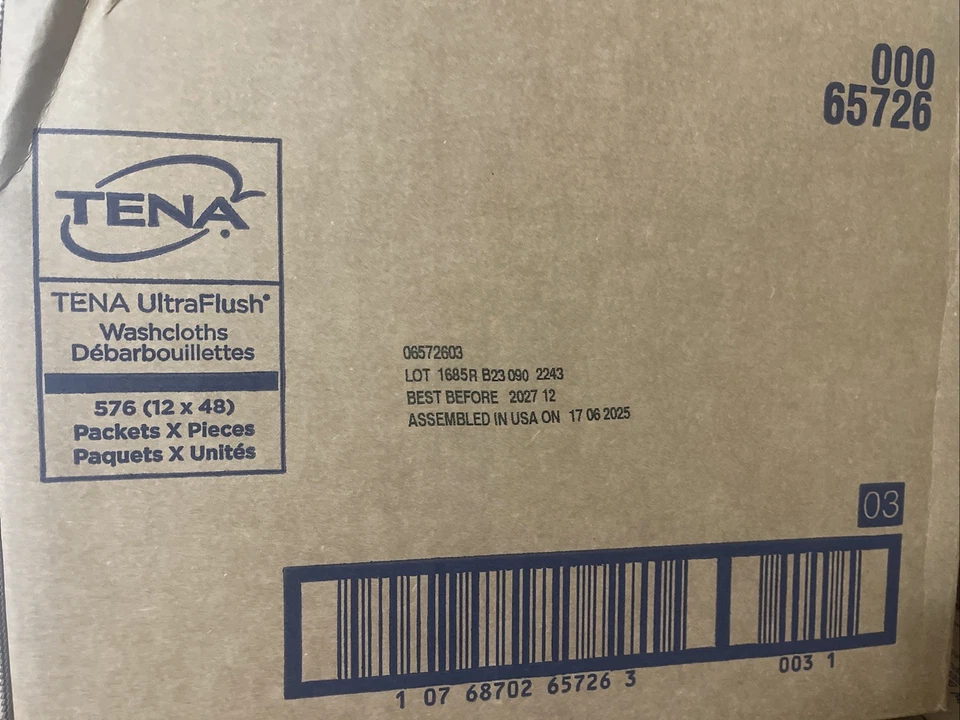 000
65726
TENA
TENA UltraFlush®
Washcloths
Débarbouillettes
576 (12 x 48)
Packets X Pieces
Paquets X Unités
06572603
LOT 1685R B23 090 2243
BEST BEFORE 2027 12
ASSEMBLED IN USA ON 17 06 2025
03
1 07 68702 65726 3
003 1